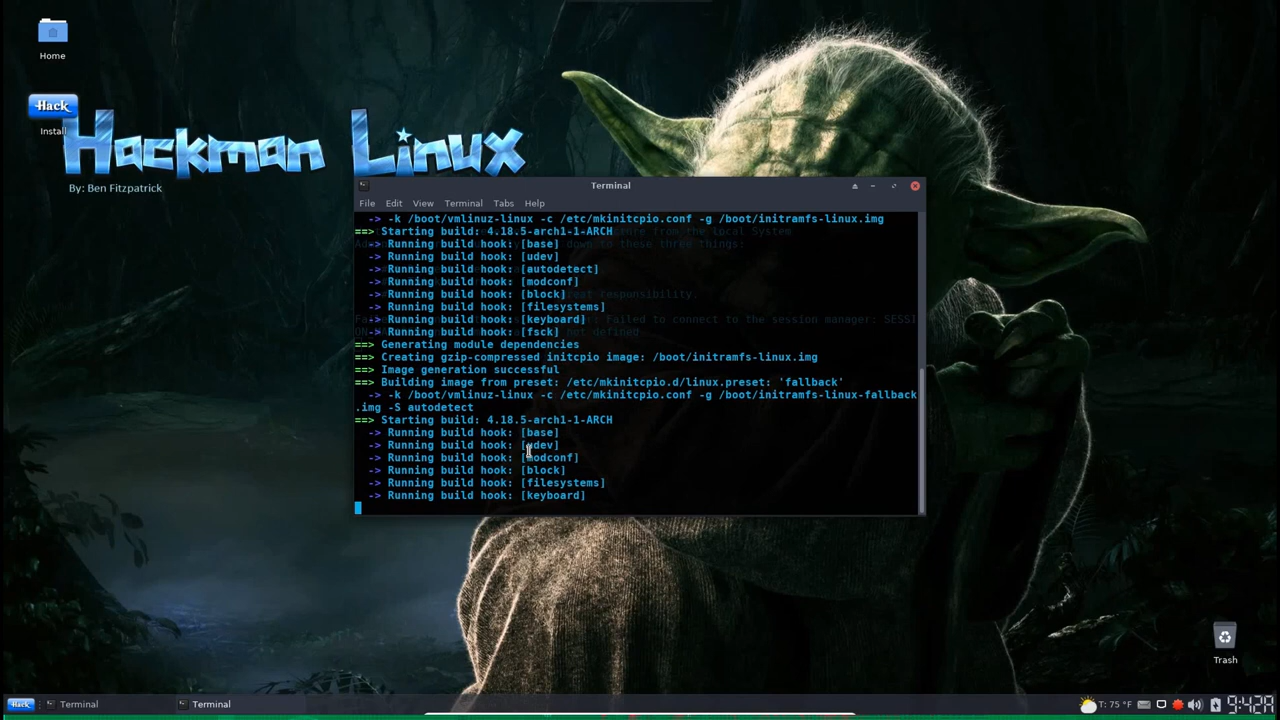 Home
Hack
Install
Hackman Linux
By: Ben Fitzpatrick
Terminal
File Edit View Terminal Tabs Help
-> -k /boot/vmlinuz-linux -c /etc/mkinitcpio.conf -g /boot/initramfs-linux.img
==> Starting build: 4.18.5-arch1-1-ARCH
-> Running build hook: [base]
-> Running build hook: [udev]
-> Running build hook: [autodetect]
-> Running build hook: [modconf]
-> Running build hook: [block]
-> Running build hook: [filesystems]
-> Running build hook: [keyboard]
-> Running build hook: [fsck]
==> Generating module dependencies
==> Creating gzip-compressed initcpio image: /boot/initramfs-linux.img
==> Image generation successful
==> Building image from preset: /etc/mkinitcpio.d/linux.preset: 'fallback'
-> -k /boot/vmlinuz-linux -c /etc/mkinitcpio.conf -g /boot/initramfs-linux-fallback
.img -S autodetect
==> Starting build: 4.18.5-arch1-1-ARCH
-> Running build hook: [base]
-> Running build hook: [udev]
-> Running build hook: [modconf]
-> Running build hook: [block]
-> Running build hook: [filesystems]
-> Running build hook: [keyboard]
Trash
Hack Terminal Terminal T: 75 °F 9:42A